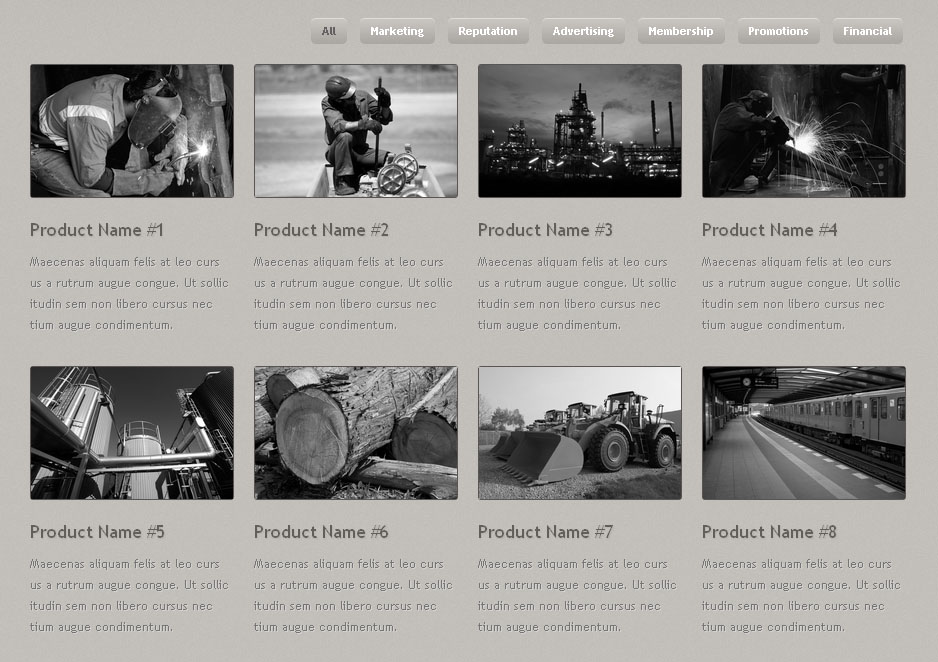 All Marketing Reputation Advertising Membership Promotions Financial
Product Name #1
Maecenas aliquam felis at leo curs
us a rutrum augue congue. Ut sollic
itudin sem non libero cursus nec
tium augue condimentum.
Product Name #2
Maecenas aliquam felis at leo curs
us a rutrum augue congue. Ut sollic
itudin sem non libero cursus nec
tium augue condimentum.
Product Name #3
Maecenas aliquam felis at leo curs
us a rutrum augue congue. Ut sollic
itudin sem non libero cursus nec
tium augue condimentum.
Product Name #4
Maecenas aliquam felis at leo curs
us a rutrum augue congue. Ut sollic
itudin sem non libero cursus nec
tium augue condimentum.
Product Name #5
Maecenas aliquam felis at leo curs
us a rutrum augue congue. Ut sollic
itudin sem non libero cursus nec
tium augue condimentum.
Product Name #6
Maecenas aliquam felis at leo curs
us a rutrum augue congue. Ut sollic
itudin sem non libero cursus nec
tium augue condimentum.
Product Name #7
Maecenas aliquam felis at leo curs
us a rutrum augue congue. Ut sollic
itudin sem non libero cursus nec
tium augue condimentum.
Product Name #8
Maecenas aliquam felis at leo curs
us a rutrum augue congue. Ut sollic
itudin sem non libero cursus nec
tium augue condimentum.